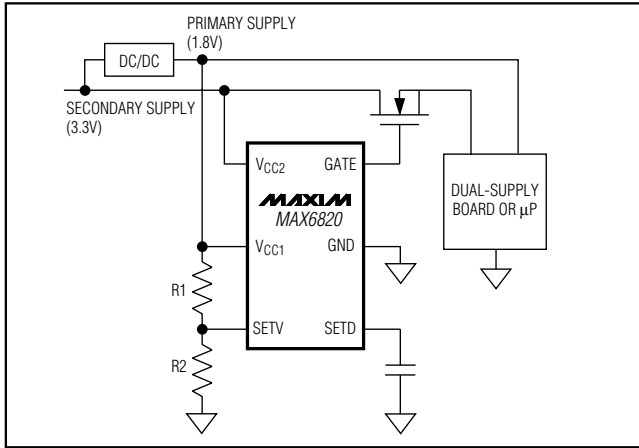 PRIMARY SUPPLY
(1.8V)
DC/DC
SECONDARY SUPPLY
(3.3V)
VCC2
GATE
MAXIM
MAX6820
DUAL-SUPPLY
BOARD OR µP
VCC1
GND
R1
SETV
SETD
R2